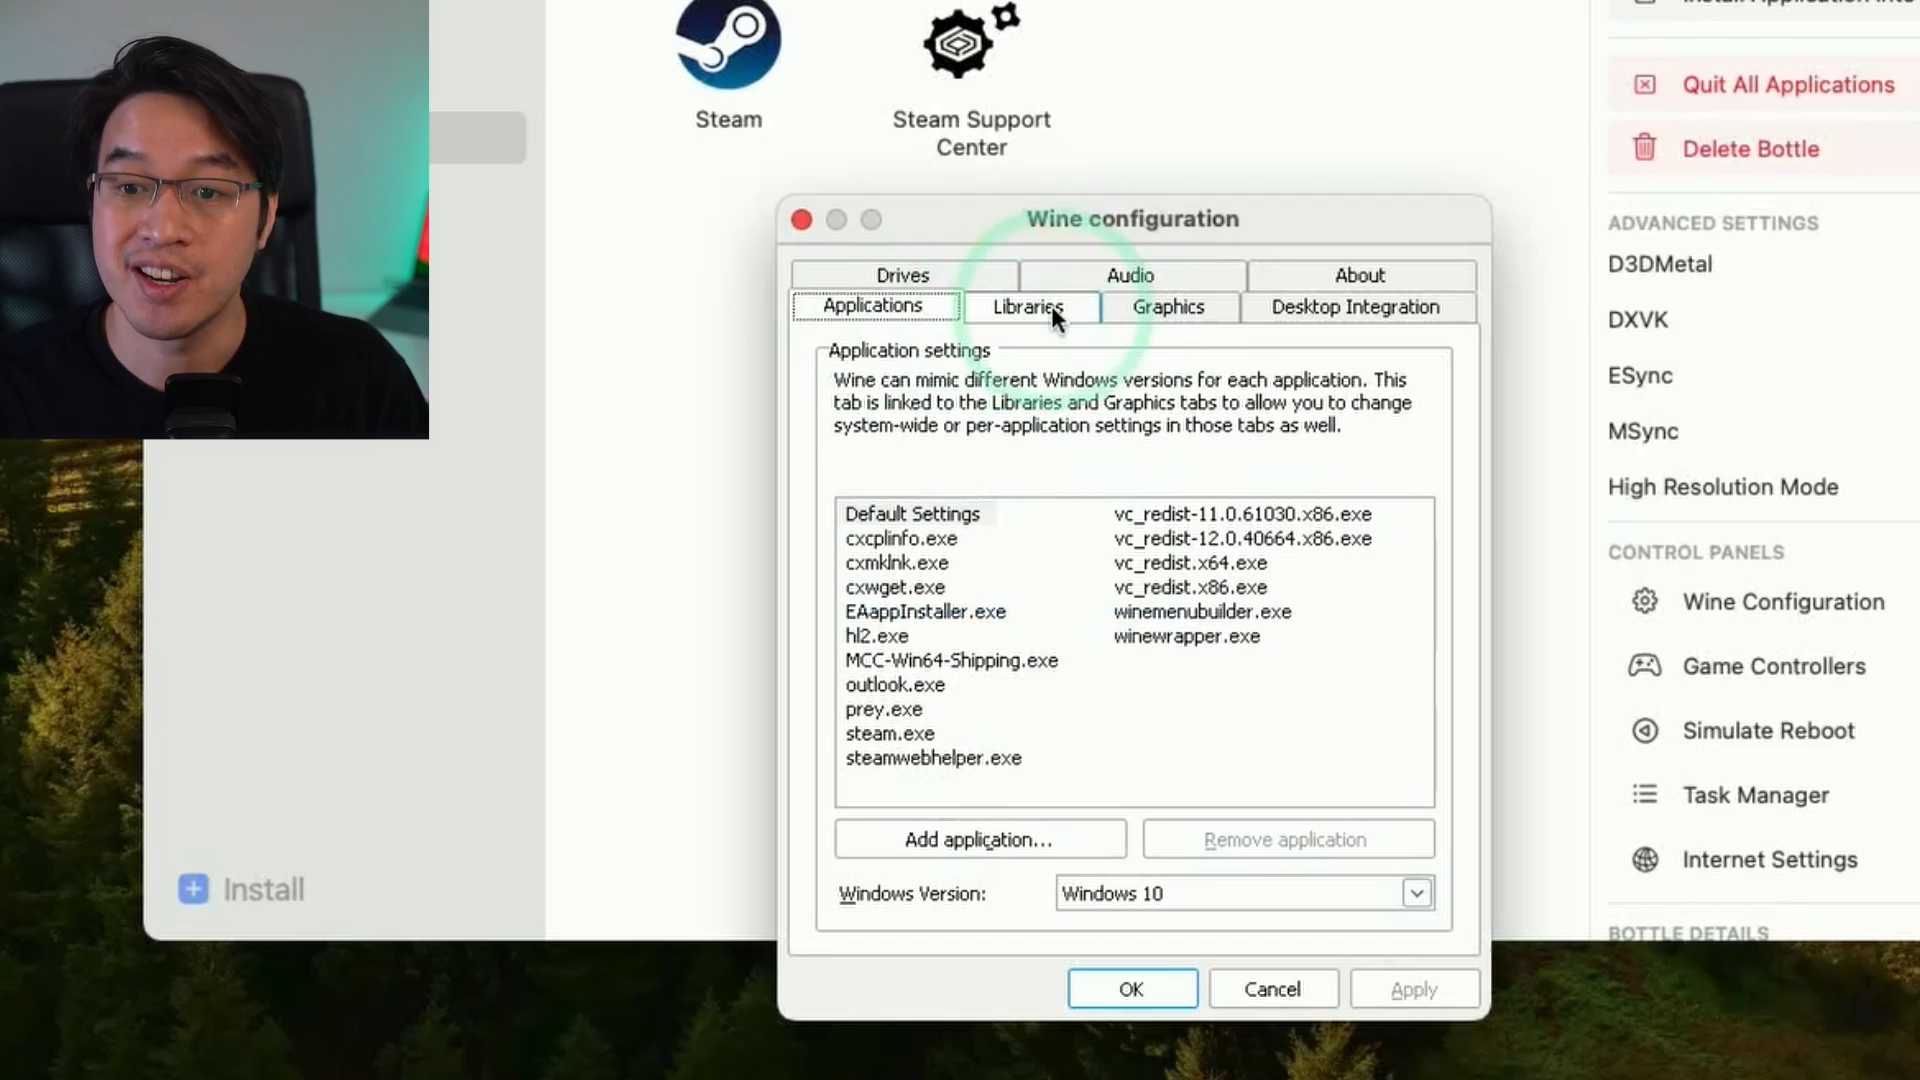 Steam
Steam Support
Center
Quit All Applications
Delete Bottle
ADVANCED SETTINGS
D3DMetal
DXVK
ESync
MSync
High Resolution Mode
CONTROL PANELS
Wine Configuration
Game Controllers
Simulate Reboot
Task Manager
Internet Settings
BOTTLE DETAILS
Install
Wine configuration
Drives
Audio
About
Applications
Libraries
Graphics
Desktop Integration
Application settings
Wine can mimic different Windows versions for each application. This
tab is linked to the Libraries and Graphics tabs to allow you to change
system-wide or per-application settings in those tabs as well.
Default Settings
cxcplinfo.exe
cxmklnk.exe
cxwget.exe
EAappInstaller.exe
hl2.exe
MCC-Win64-Shipping.exe
outlook.exe
prey.exe
steam.exe
steamwebhelper.exe
vc_redist-11.0.61030.x86.exe
vc_redist-12.0.40664.x86.exe
vc_redist.x64.exe
vc_redist.x86.exe
winemenubuilder.exe
winewrapper.exe
Add application...
Remove application
Windows Version:
Windows 10
OK
Cancel
Apply